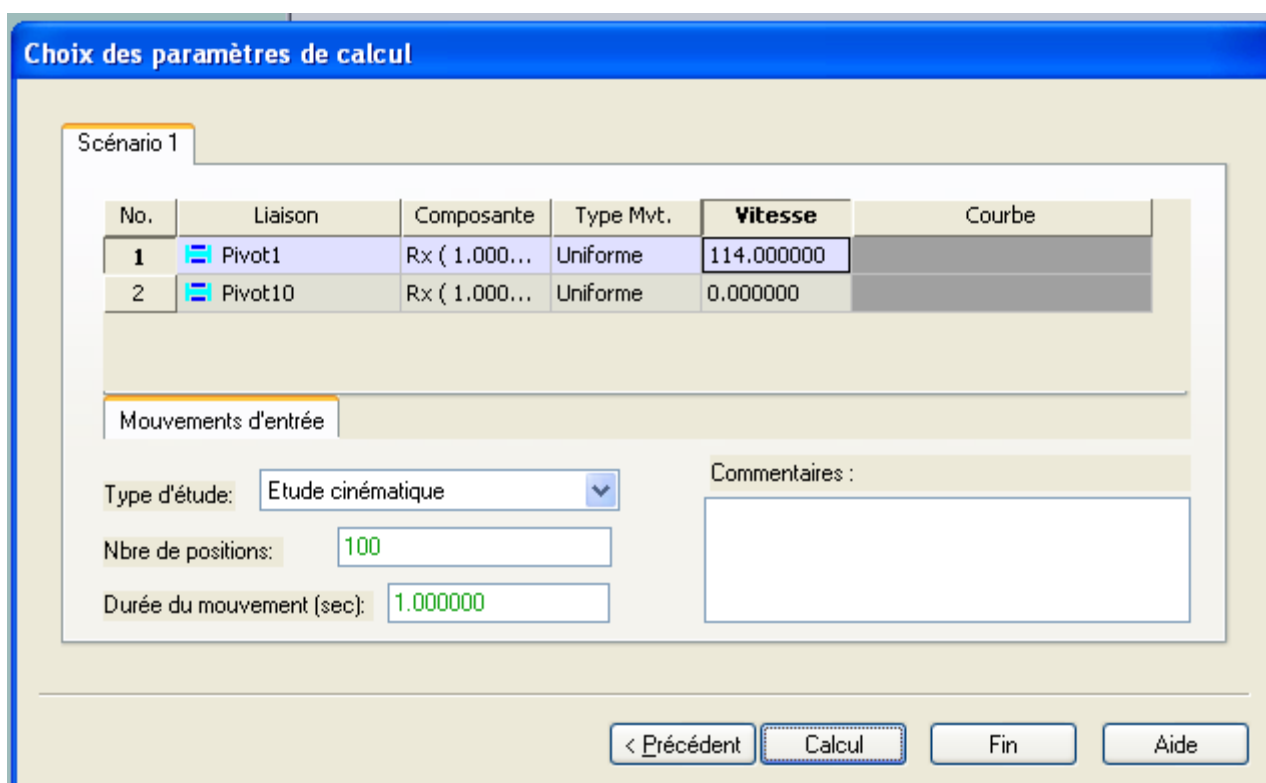 Choix des paramètres de calcul
Scénario 1
No. Liaison Composante Type Mvt. Vitesse Courbe
1 Pivot1 Rx ( 1.000... Uniforme 114.000000
2 Pivot10 Rx ( 1.000... Uniforme 0.000000
Mouvements d'entrée
Type d'étude: Etude cinématique
Commentaires :
Nbre de positions: 100
Durée du mouvement (sec): 1.000000
< Précédent Calcul Fin Aide